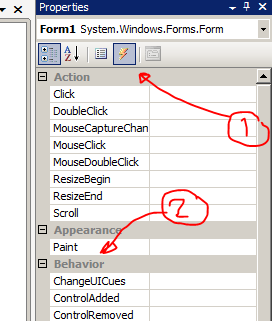 Properties
Form1 System.Windows.Forms.Form
Action
Click
DoubleClick
MouseCaptureChan
MouseClick
MouseDoubleClick
ResizeBegin
ResizeEnd
Scroll
Appearance
Paint
Behavior
ChangeUICues
ControlAdded
ControlRemoved
1
2